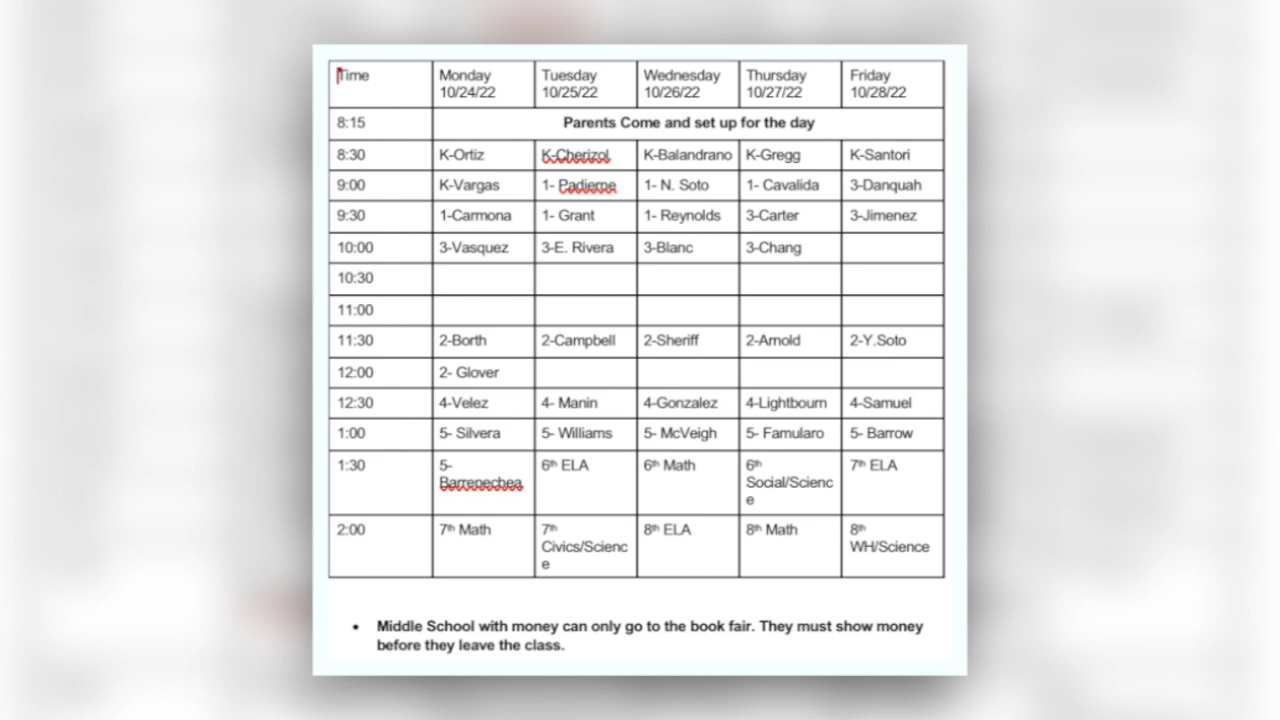 Time Monday 10/24/22 Tuesday 10/25/22 Wednesday 10/26/22 Thursday 10/27/22 Friday 10/28/22
8:15 Parents Come and set up for the day
8:30 K-Ortiz K-Cherizol K-Balandrano K-Gregg K-Santori
9:00 K-Vargas 1- Padierne 1- N. Soto 1- Cavalida 3-Danquah
9:30 1-Carmona 1- Grant 1- Reynolds 3-Carter 3-Jimenez
10:00 3-Vasquez 3-E. Rivera 3-Blanc 3-Chang
10:30
11:00
11:30 2-Borth 2-Campbell 2-Sheriff 2-Arnold 2-Y.Soto
12:00 2- Glover
12:30 4-Velez 4- Manin 4-Gonzalez 4-Lightbourn 4-Samuel
1:00 5- Silvera 5- Williams 5- McVeigh 5- Famularo 5- Barrow
1:30 5- Barrepechea 6th ELA 6th Math 6th Social/Science 7th ELA
2:00 7th Math 7th Civics/Science 8th ELA 8th Math 8th WH/Science
• Middle School with money can only go to the book fair. They must show money
before they leave the class.